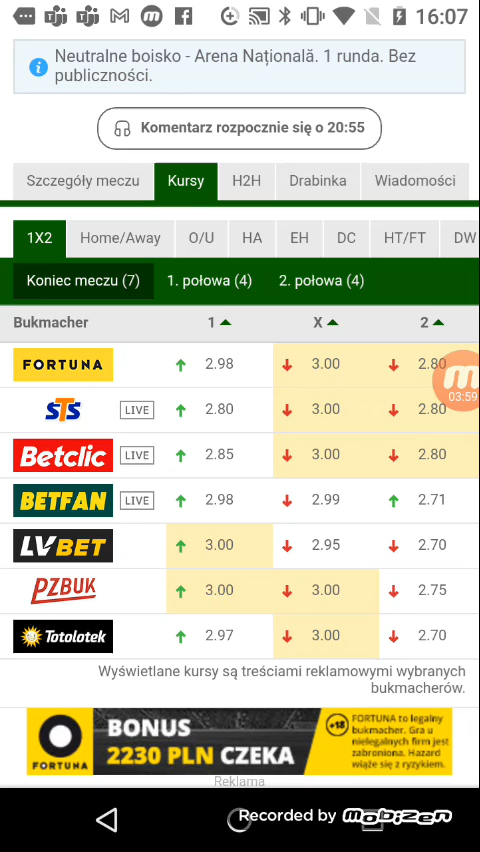 16:07
Neutralne boisko - Arena Națională. 1 runda. Bez
publiczności.
Komentarz rozpocznie się o 20:55
Szczegóły meczu Kursy H2H Drabinka Wiadomości
1X2 Home/Away O/U HA EH DC HT/FT DW
Koniec meczu (7) 1. połowa (4) 2. połowa (4)
Bukmacher 1 X 2
FORTUNA 2.98 3.00 2.80
STS LIVE 2.80 3.00 2.80
Betclic LIVE 2.85 3.00 2.80
BETFAN LIVE 2.98 2.99 2.71
LVBET 3.00 2.95 2.70
PZBUK 3.00 3.00 2.75
Totolotek 2.97 3.00 2.70
03:59
Wyświetlane kursy są treściami reklamowymi wybranych
bukmacherów.
FORTUNA
BONUS
2230 PLN CZEKA
+18 FORTUNA to legalny
bukmacher. Gra u
nielegalnych firm jest
zabroniona. Hazard
wiąże się z ryzykiem.
Reklama
Recorded by Mobizen